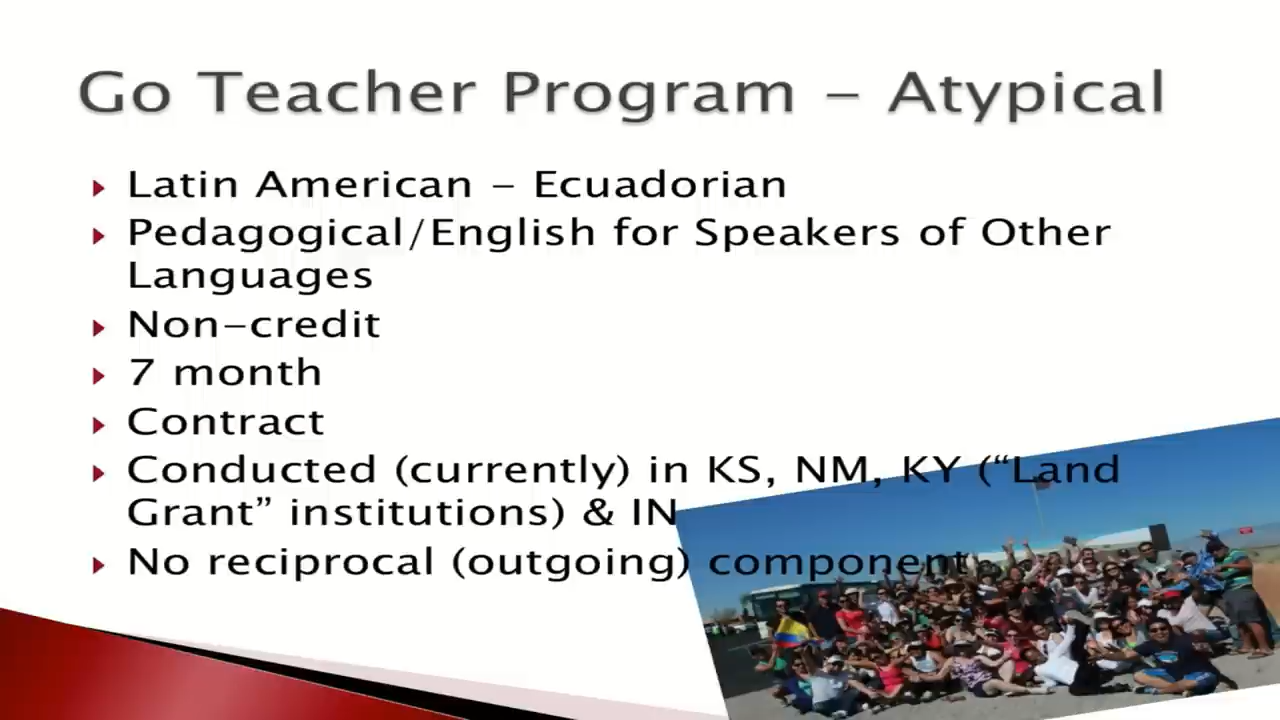 Go Teacher Program – Atypical
Latin American – Ecuadorian
Pedagogical/English for Speakers of Other
Languages
Non-credit
7 month
Contract
Conducted (currently) in KS, NM, KY (“Land
Grant” institutions) & IN
No reciprocal (outgoing) component